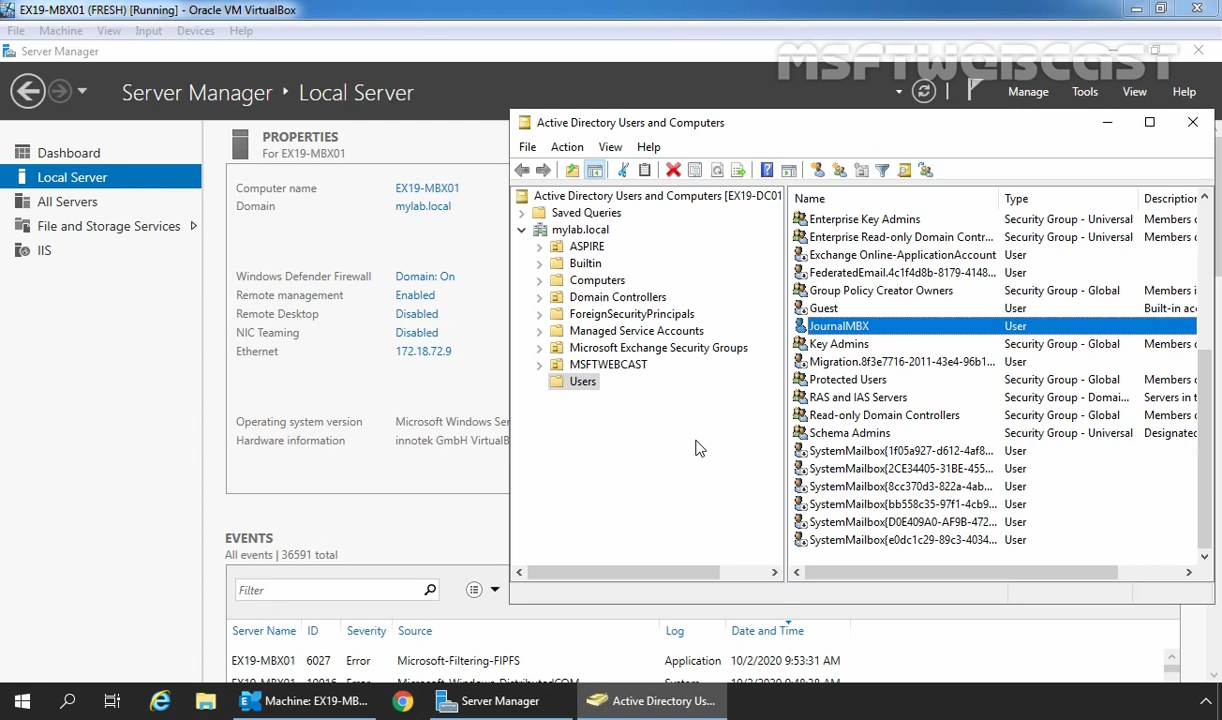 EX19-MBX01 (FRESH) [Running] - Oracle VM VirtualBox
File Machine View Input Devices Help
Server Manager
MSFTWEBCAST
Server Manager • Local Server
Manage Tools View Help
Dashboard
Local Server
All Servers
File and Storage Services
IIS
PROPERTIES
For EX19-MBX01
Computer name EX19-MBX01
Domain mylab.local
Windows Defender Firewall Domain: On
Remote management Enabled
Remote Desktop Disabled
NIC Teaming Disabled
Ethernet 172.18.72.9
Operating system version Microsoft Windows Ser
Hardware information innotek GmbH VirtualB
EVENTS
All events | 36591 total
Filter
Server Name ID Severity Source Log Date and Time
EX19-MBX01 6027 Error Microsoft-Filtering-FIPFS Application 10/2/2020 9:53:31 AM
Active Directory Users and Computers
File Action View Help
Active Directory Users and Computers [EX19-DC01
Saved Queries
mylab.local
ASPIRE
Builtin
Computers
Domain Controllers
ForeignSecurityPrincipals
Managed Service Accounts
Microsoft Exchange Security Groups
MSFTWEBCAST
Users
Name Type Description
Enterprise Key Admins Security Group - Universal Members o
Enterprise Read-only Domain Contr... Security Group - Universal Members o
Exchange Online-ApplicationAccount User
FederatedEmail.4c1f4d8b-8179-4148... User
Group Policy Creator Owners Security Group - Global Members i
Guest User Built-in acc
JournalMBX User
Key Admins Security Group - Global Members o
Migration.8f3e7716-2011-43e4-96b1... User
Protected Users Security Group - Global Members o
RAS and IAS Servers Security Group - Domai... Servers in t
Read-only Domain Controllers Security Group - Global Members o
Schema Admins Security Group - Universal Designated
SystemMailbox{1f05a927-d612-4af8... User
SystemMailbox{2CE34405-31BE-455... User
SystemMailbox{8cc370d3-822a-4ab... User
SystemMailbox{bb558c35-97f1-4cb9... User
SystemMailbox{D0E409A0-AF9B-472... User
SystemMailbox{e0dc1c29-89c3-4034... User
Machine: EX19-MB... Server Manager Active Directory Us...